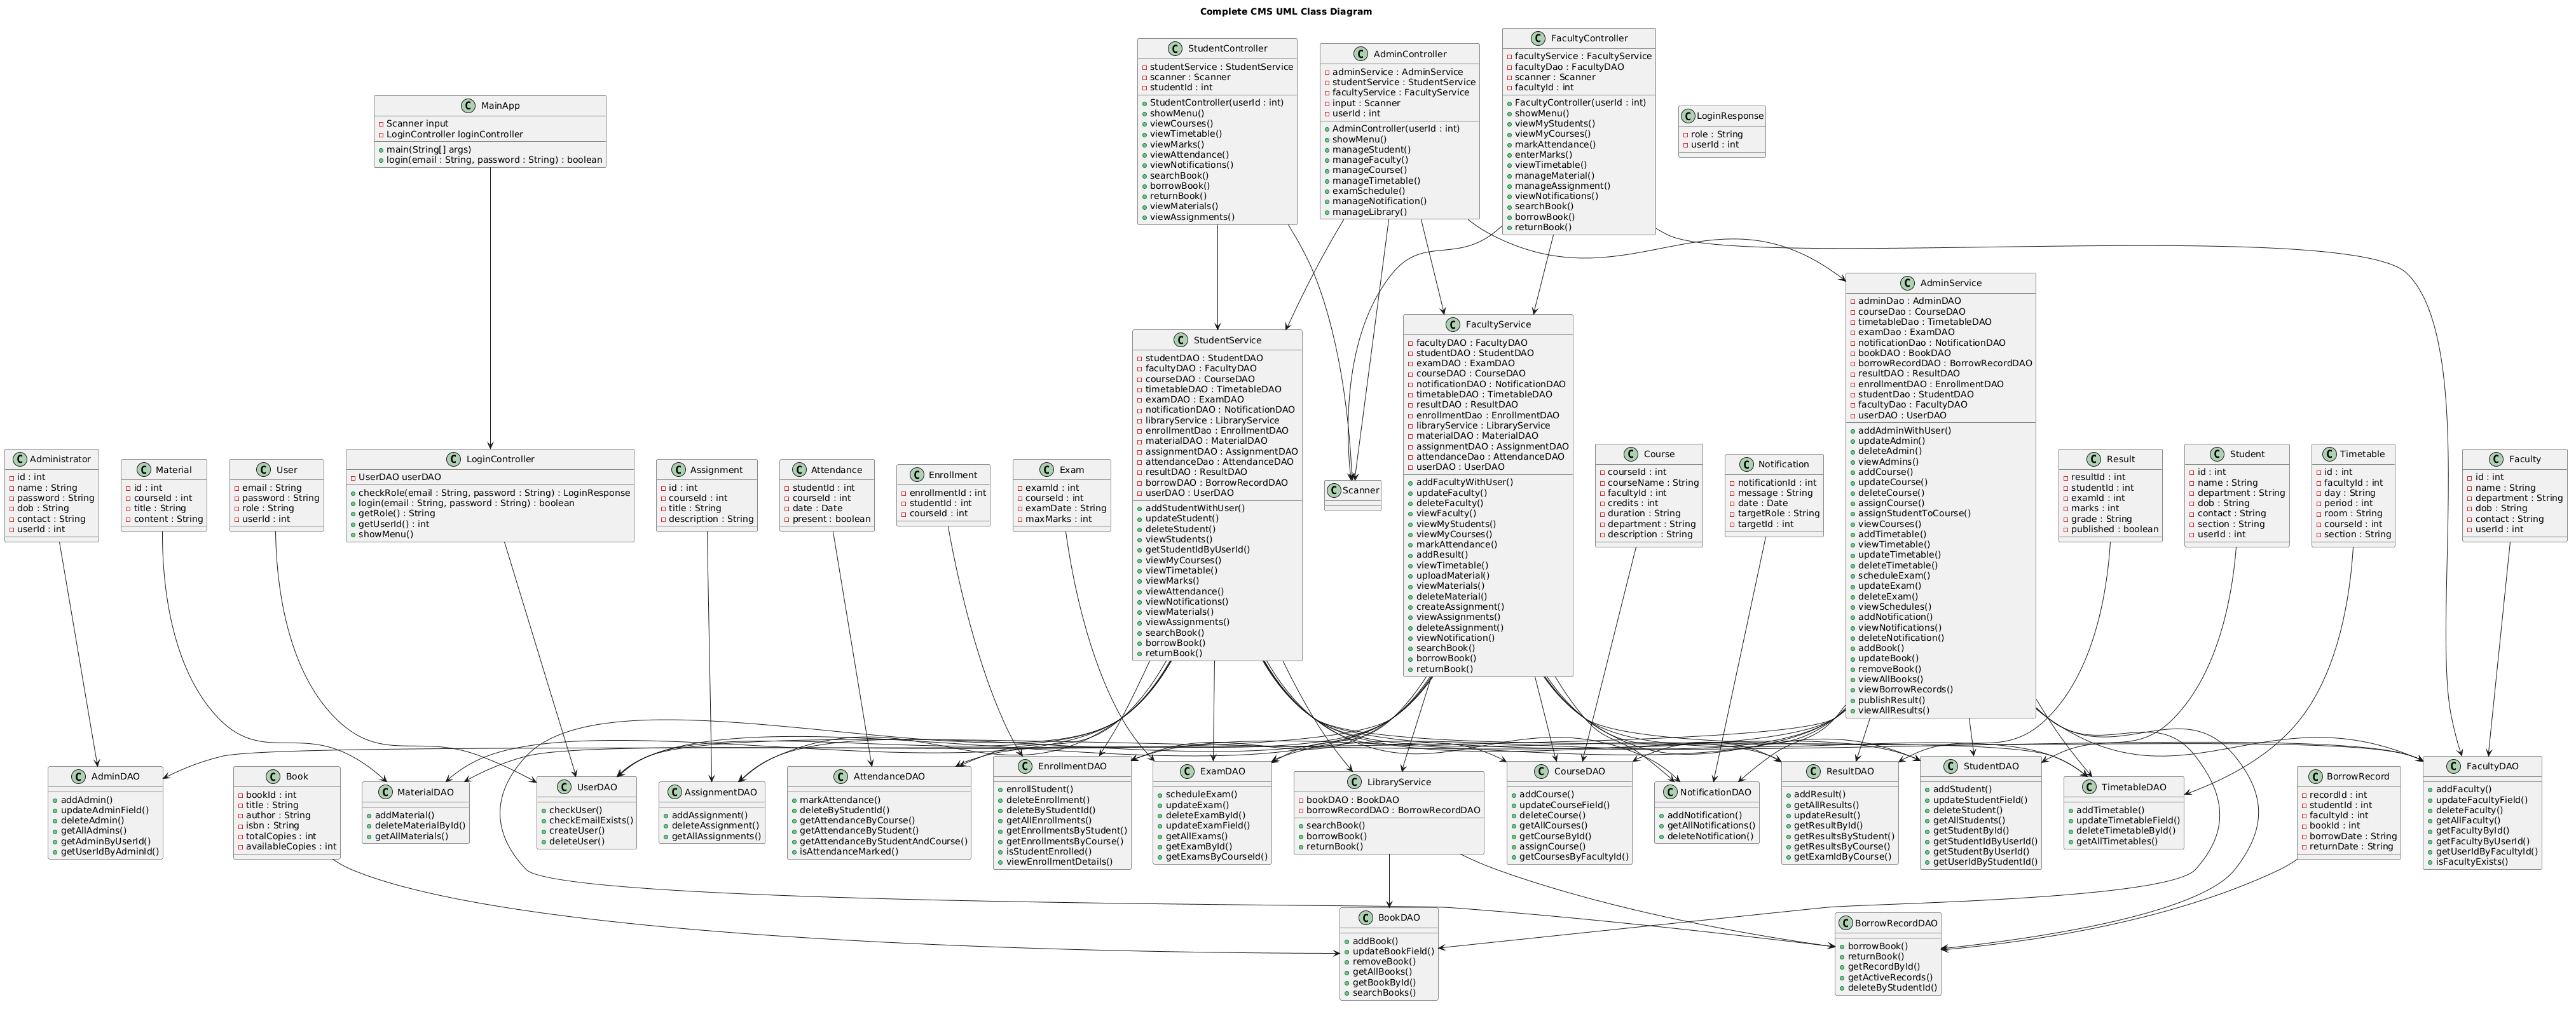 Complete CMS UML Class Diagram
StudentController
studentService : StudentService
scanner : Scanner
studentId : int
StudentController(userId : int)
showMenu()
viewCourses()
viewTimetable()
viewMarks()
viewAttendance()
viewNotifications()
searchBook()
borrowBook()
returnBook()
viewMaterials()
viewAssignments()
AdminController
adminService : AdminService
studentService : StudentService
facultyService : FacultyService
input : Scanner
userId : int
AdminController(userId : int)
showMenu()
manageStudent()
manageFaculty()
manageCourse()
manageTimetable()
examSchedule()
manageNotification()
manageLibrary()
FacultyController
facultyService : FacultyService
facultyDao : FacultyDAO
scanner : Scanner
facultyId : int
FacultyController(userId : int)
showMenu()
viewMyStudents()
viewMyCourses()
markAttendance()
enterMarks()
viewTimetable()
manageMaterial()
manageAssignment()
viewNotifications()
searchBook()
borrowBook()
returnBook()
MainApp
Scanner input
LoginController loginController
main(String[] args)
login(email : String, password : String) : boolean
LoginResponse
role : String
userId : int
AdminService
adminDao : AdminDAO
courseDao : CourseDAO
timetableDao : TimetableDAO
examDao : ExamDAO
notificationDao : NotificationDAO
bookDAO : BookDAO
borrowRecordDAO : BorrowRecordDAO
resultDAO : ResultDAO
enrollmentDAO : EnrollmentDAO
studentDao : StudentDAO
facultyDao : FacultyDAO
userDAO : UserDAO
addAdminWithUser()
updateAdmin()
deleteAdmin()
viewAdmins()
addCourse()
updateCourse()
deleteCourse()
assignCourse()
assignStudentToCourse()
viewCourses()
addTimetable()
viewTimetable()
updateTimetable()
deleteTimetable()
scheduleExam()
updateExam()
deleteExam()
viewSchedules()
addNotification()
viewNotifications()
deleteNotification()
addBook()
updateBook()
removeBook()
viewAllBooks()
viewBorrowRecords()
publishResult()
viewAllResults()
StudentService
studentDAO : StudentDAO
facultyDAO : FacultyDAO
courseDAO : CourseDAO
timetableDAO : TimetableDAO
examDAO : ExamDAO
notificationDAO : NotificationDAO
libraryService : LibraryService
enrollmentDao : EnrollmentDAO
materialDAO : MaterialDAO
assignmentDAO : AssignmentDAO
attendanceDao : AttendanceDAO
resultDAO : ResultDAO
borrowDAO : BorrowRecordDAO
userDAO : UserDAO
addStudentWithUser()
updateStudent()
deleteStudent()
viewStudents()
getStudentIdByUserId()
viewMyCourses()
viewTimetable()
viewMarks()
viewAttendance()
viewNotifications()
viewMaterials()
viewAssignments()
searchBook()
borrowBook()
returnBook()
FacultyService
facultyDAO : FacultyDAO
studentDAO : StudentDAO
examDAO : ExamDAO
courseDAO : CourseDAO
notificationDAO : NotificationDAO
timetableDAO : TimetableDAO
resultDAO : ResultDAO
enrollmentDao : EnrollmentDAO
libraryService : LibraryService
materialDAO : MaterialDAO
assignmentDAO : AssignmentDAO
attendanceDao : AttendanceDAO
userDAO : UserDAO
addFacultyWithUser()
updateFaculty()
deleteFaculty()
viewFaculty()
viewMyStudents()
viewMyCourses()
markAttendance()
addResult()
viewTimetable()
uploadMaterial()
viewMaterials()
deleteMaterial()
createAssignment()
viewAssignments()
deleteAssignment()
viewNotification()
searchBook()
borrowBook()
returnBook()
Administrator
id : int
name : String
password : String
dob : String
contact : String
userId : int
Material
id : int
courseId : int
title : String
content : String
User
email : String
password : String
role : String
userId : int
LoginController
UserDAO userDAO
checkRole(email : String, password : String) : LoginResponse
login(email : String, password : String) : boolean
getRole() : String
getUserId() : int
showMenu()
Assignment
id : int
courseId : int
title : String
description : String
Attendance
studentId : int
courseId : int
date : Date
present : boolean
Enrollment
enrollmentId : int
studentId : int
courseId : int
Exam
examId : int
courseId : int
examDate : String
maxMarks : int
Scanner
Course
courseId : int
courseName : String
facultyId : int
credits : int
duration : String
department : String
description : String
Notification
notificationId : int
message : String
date : Date
targetRole : String
targetId : int
Result
resultId : int
studentId : int
examId : int
marks : int
grade : String
published : boolean
Student
id : int
name : String
department : String
dob : String
contact : String
section : String
userId : int
Timetable
id : int
facultyId : int
day : String
period : int
room : String
courseId : int
section : String
Faculty
id : int
name : String
department : String
dob : String
contact : String
userId : int
AdminDAO
addAdmin()
updateAdminField()
deleteAdmin()
getAllAdmins()
getAdminByUserId()
getUserIdByAdminId()
Book
bookId : int
title : String
author : String
isbn : String
totalCopies : int
availableCopies : int
MaterialDAO
addMaterial()
deleteMaterialById()
getAllMaterials()
UserDAO
checkUser()
checkEmailExists()
createUser()
deleteUser()
AssignmentDAO
addAssignment()
deleteAssignment()
getAllAssignments()
AttendanceDAO
markAttendance()
deleteByStudentId()
getAttendanceByCourse()
getAttendanceByStudent()
getAttendanceByStudentAndCourse()
isAttendanceMarked()
EnrollmentDAO
enrollStudent()
deleteEnrollment()
deleteByStudentId()
getAllEnrollments()
getEnrollmentsByStudent()
getEnrollmentsByCourse()
isStudentEnrolled()
viewEnrollmentDetails()
ExamDAO
scheduleExam()
updateExam()
deleteExamById()
updateExamField()
getAllExams()
getExamById()
getExamsByCourseId()
LibraryService
bookDAO : BookDAO
borrowRecordDAO : BorrowRecordDAO
searchBook()
borrowBook()
returnBook()
CourseDAO
addCourse()
updateCourseField()
deleteCourse()
getAllCourses()
getCourseById()
assignCourse()
getCoursesByFacultyId()
NotificationDAO
addNotification()
getAllNotifications()
deleteNotification()
ResultDAO
addResult()
getAllResults()
updateResult()
getResultById()
getResultsByStudent()
getResultsByCourse()
getExamIdByCourse()
StudentDAO
addStudent()
updateStudentField()
deleteStudent()
getAllStudents()
getStudentById()
getStudentIdByUserId()
getStudentByUserId()
getUserIdByStudentId()
TimetableDAO
addTimetable()
updateTimetableField()
deleteTimetableById()
getAllTimetables()
BorrowRecord
recordId : int
studentId : int
facultyId : int
bookId : int
borrowDate : String
returnDate : String
FacultyDAO
addFaculty()
updateFacultyField()
deleteFaculty()
getAllFaculty()
getFacultyById()
getFacultyByUserId()
getUserIdByFacultyId()
isFacultyExists()
BookDAO
addBook()
updateBookField()
removeBook()
getAllBooks()
getBookById()
searchBooks()
BorrowRecordDAO
borrowBook()
returnBook()
getRecordById()
getActiveRecords()
deleteByStudentId()